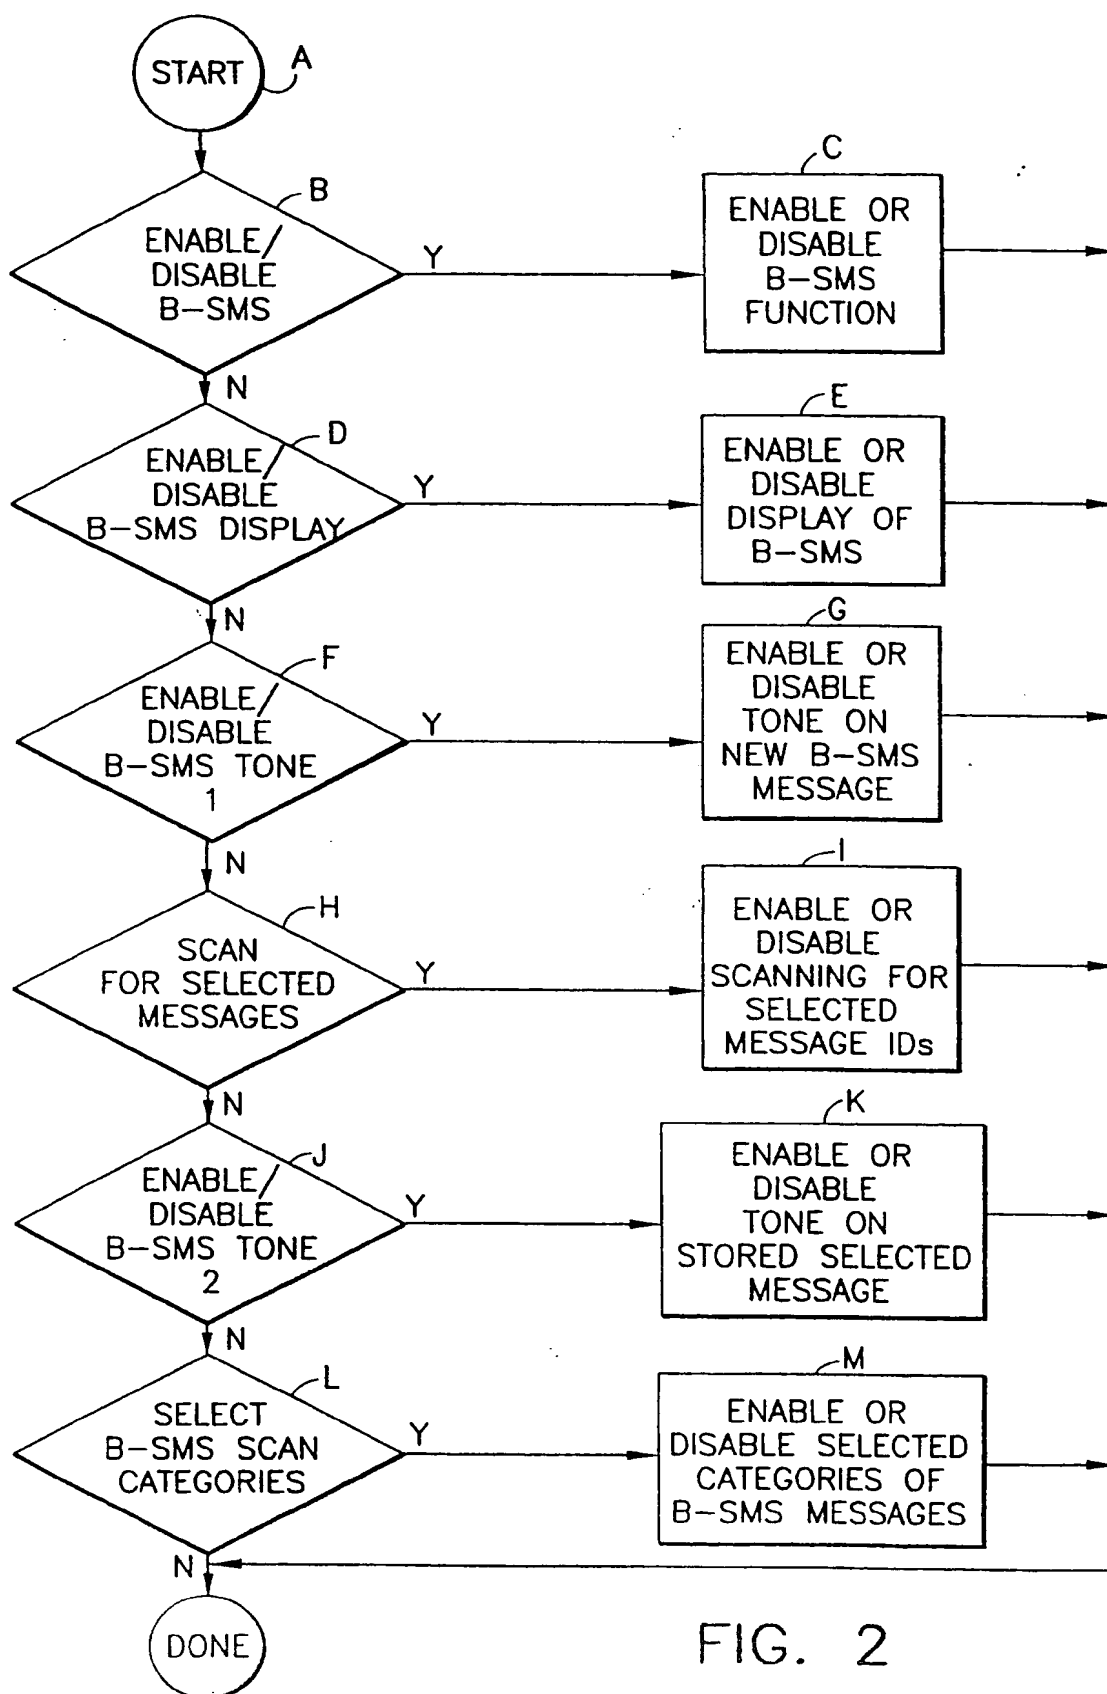 START
A
B
ENABLE/
DISABLE
B-SMS
Y
C
ENABLE OR
DISABLE
B-SMS
FUNCTION
N
D
ENABLE/
DISABLE
B-SMS DISPLAY
Y
E
ENABLE OR
DISABLE
DISPLAY OF
B-SMS
N
F
ENABLE/
DISABLE
B-SMS TONE
1
Y
G
ENABLE OR
DISABLE
TONE ON
NEW B-SMS
MESSAGE
N
H
SCAN
FOR SELECTED
MESSAGES
Y
I
ENABLE OR
DISABLE
SCANNING FOR
SELECTED
MESSAGE IDs
N
J
ENABLE/
DISABLE
B-SMS TONE
2
Y
K
ENABLE OR
DISABLE
TONE ON
STORED SELECTED
MESSAGE
N
L
SELECT
B-SMS SCAN
CATEGORIES
Y
M
ENABLE OR
DISABLE SELECTED
CATEGORIES OF
B-SMS MESSAGES
N
DONE
FIG. 2